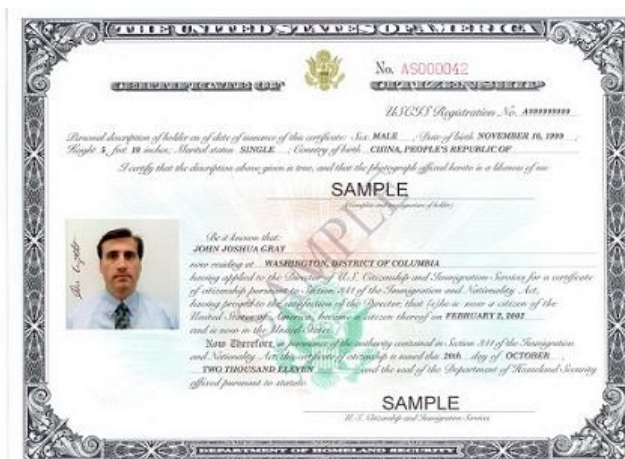 THE UNITED STATES OF AMERICA
No. AS000042
CERTIFICATE OF CITIZENSHIP
USCIS Registration No. A########
Personal description of holder as of date of issuance of this certificate: Sex MALE ; Date of birth NOVEMBER 10, 1999 ;
Height 5 feet 10 inches; Marital status SINGLE ; Country of birth CHINA, PEOPLE'S REPUBLIC OF
I certify that the description above given is true, and that the photograph affixed hereto is a likeness of me.
SAMPLE
(Complete and true signature of holder)
SAMPLE
Be it known that:
JOHN JOSHUA GRAY
now residing at WASHINGTON, DISTRICT OF COLUMBIA
having applied to the Director of U.S. Citizenship and Immigration Services for a certificate
of citizenship pursuant to Section 341 of the Immigration and Nationality Act,
having proved to the satisfaction of the Director, that (s)he is now a citizen of the
United States of America, became a citizen thereof on FEBRUARY 2, 2002
and is now in the United States.
Now Therefore, in pursuance of the authority contained in Section 341 of the Immigration
and Nationality Act, this certificate of citizenship is issued the 20th day of OCTOBER
TWO THOUSAND ELEVEN and the seal of the Department of Homeland Security
affixed pursuant to statute.
SAMPLE
U. S. Citizenship and Immigration Services
DEPARTMENT OF HOMELAND SECURITY